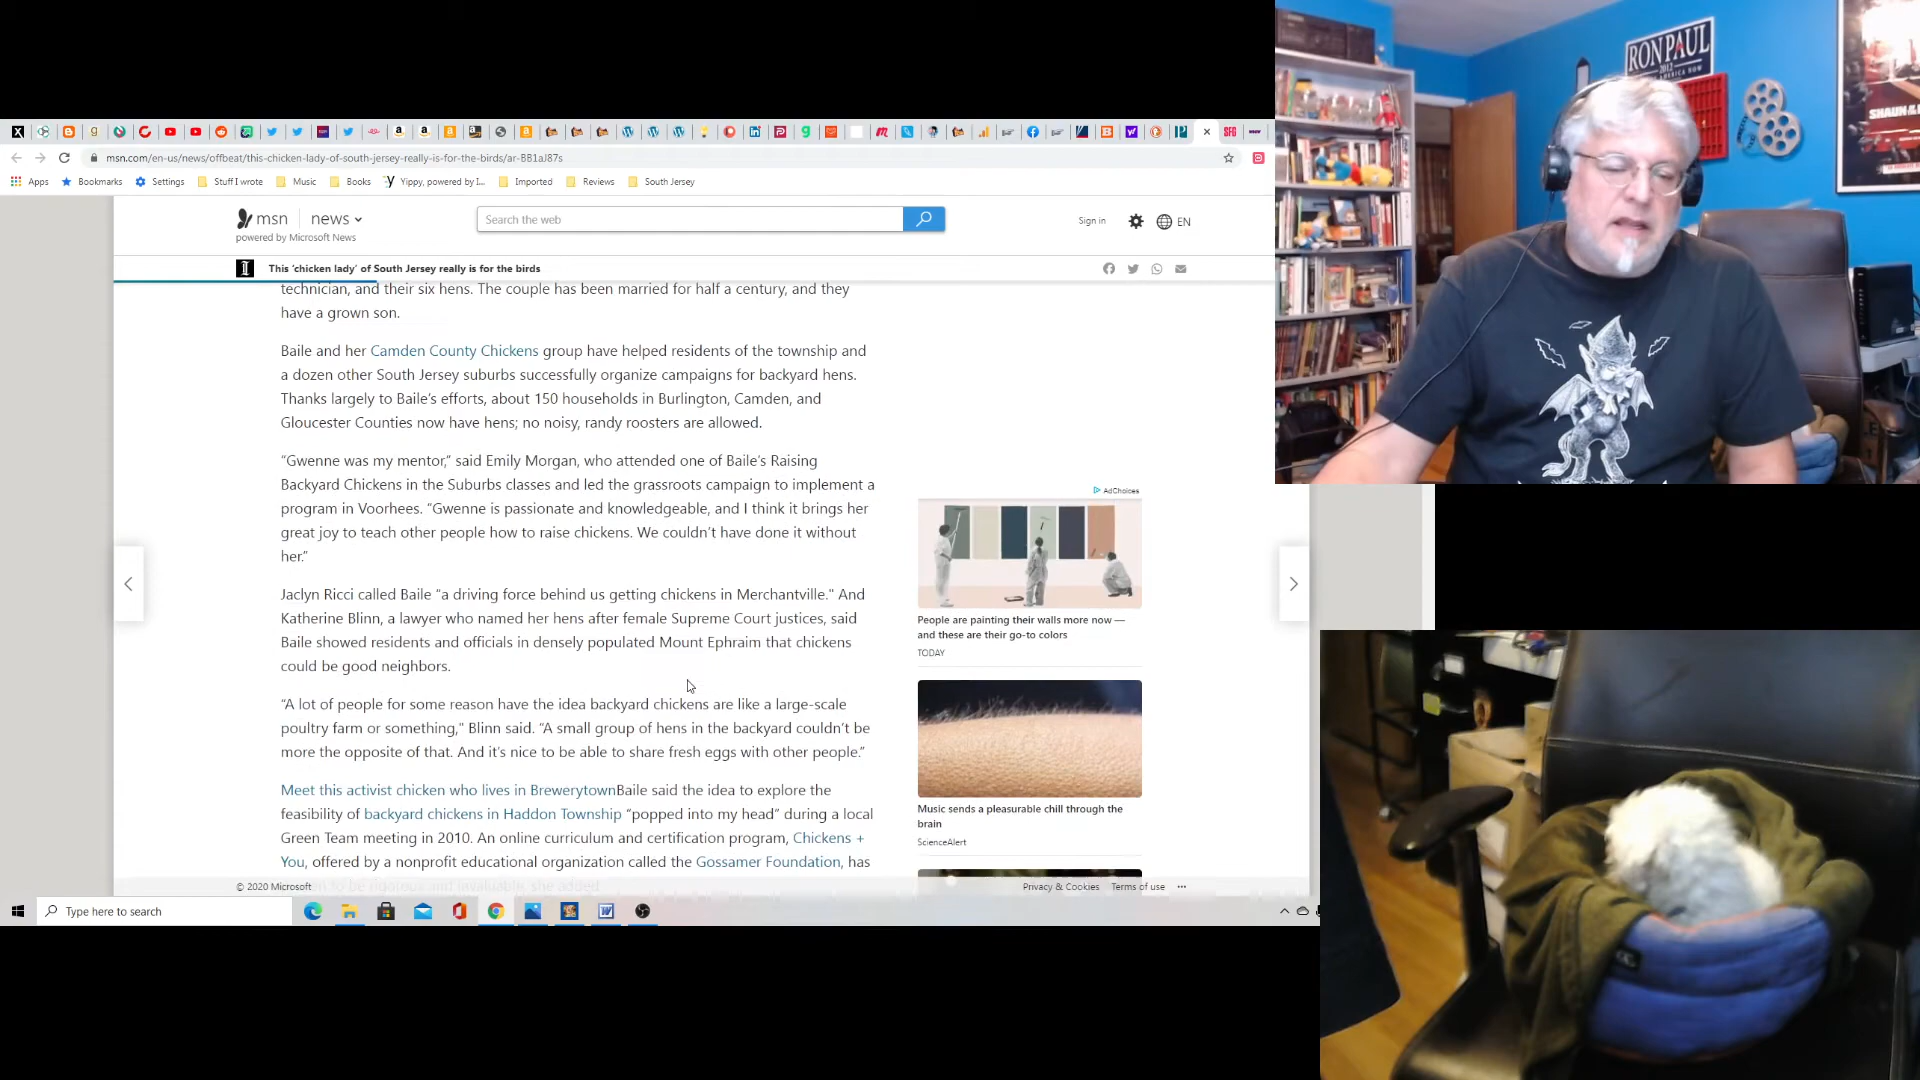 msn.com/en-us/news/offbeat/this-chicken-lady-of-south-jersey-really-is-for-the-birds/ar-BB1aJ87s
Apps Bookmarks Settings Stuff I wrote Music Books Yippy, powered by I... Imported Reviews South Jersey
msn news
powered by Microsoft News
Search the web
Sign in
EN
This ‘chicken lady’ of South Jersey really is for the birds
technician, and their six hens. The couple has been married for half a century, and they
have a grown son.
Baile and her Camden County Chickens group have helped residents of the township and
a dozen other South Jersey suburbs successfully organize campaigns for backyard hens.
Thanks largely to Baile’s efforts, about 150 households in Burlington, Camden, and
Gloucester Counties now have hens; no noisy, randy roosters are allowed.
“Gwenne was my mentor,” said Emily Morgan, who attended one of Baile’s Raising
Backyard Chickens in the Suburbs classes and led the grassroots campaign to implement a
program in Voorhees. “Gwenne is passionate and knowledgeable, and I think it brings her
great joy to teach other people how to raise chickens. We couldn’t have done it without
her.”
Jaclyn Ricci called Baile “a driving force behind us getting chickens in Merchantville." And
Katherine Blinn, a lawyer who named her hens after female Supreme Court justices, said
Baile showed residents and officials in densely populated Mount Ephraim that chickens
could be good neighbors.
“A lot of people for some reason have the idea backyard chickens are like a large-scale
poultry farm or something,” Blinn said. “A small group of hens in the backyard couldn’t be
more the opposite of that. And it’s nice to be able to share fresh eggs with other people.”
Meet this activist chicken who lives in BrewerytownBaile said the idea to explore the
feasibility of backyard chickens in Haddon Township “popped into my head” during a local
Green Team meeting in 2010. An online curriculum and certification program, Chickens +
You, offered by a nonprofit educational organization called the Gossamer Foundation, has
AdChoices
People are painting their walls more now —
and these are their go-to colors
TODAY
Music sends a pleasurable chill through the
brain
ScienceAlert
© 2020 Microsoft
Privacy & Cookies Terms of use
Type here to search
RON PAUL
2012